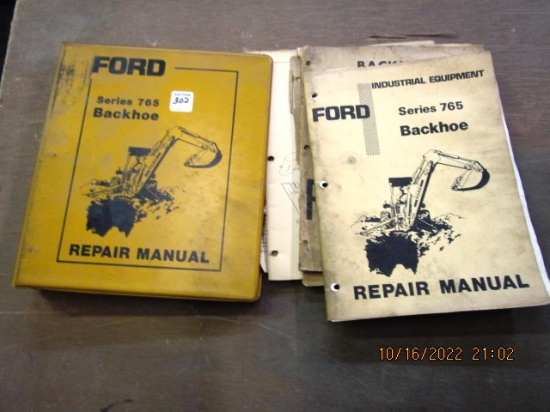 FORD
302
Series 765
Backhoe
REPAIR MANUAL
BACK
INDUSTRIAL EQUIPMENT
FORD
Series 765
Backhoe
REPAIR MANUAL
10/16/2022 21:02